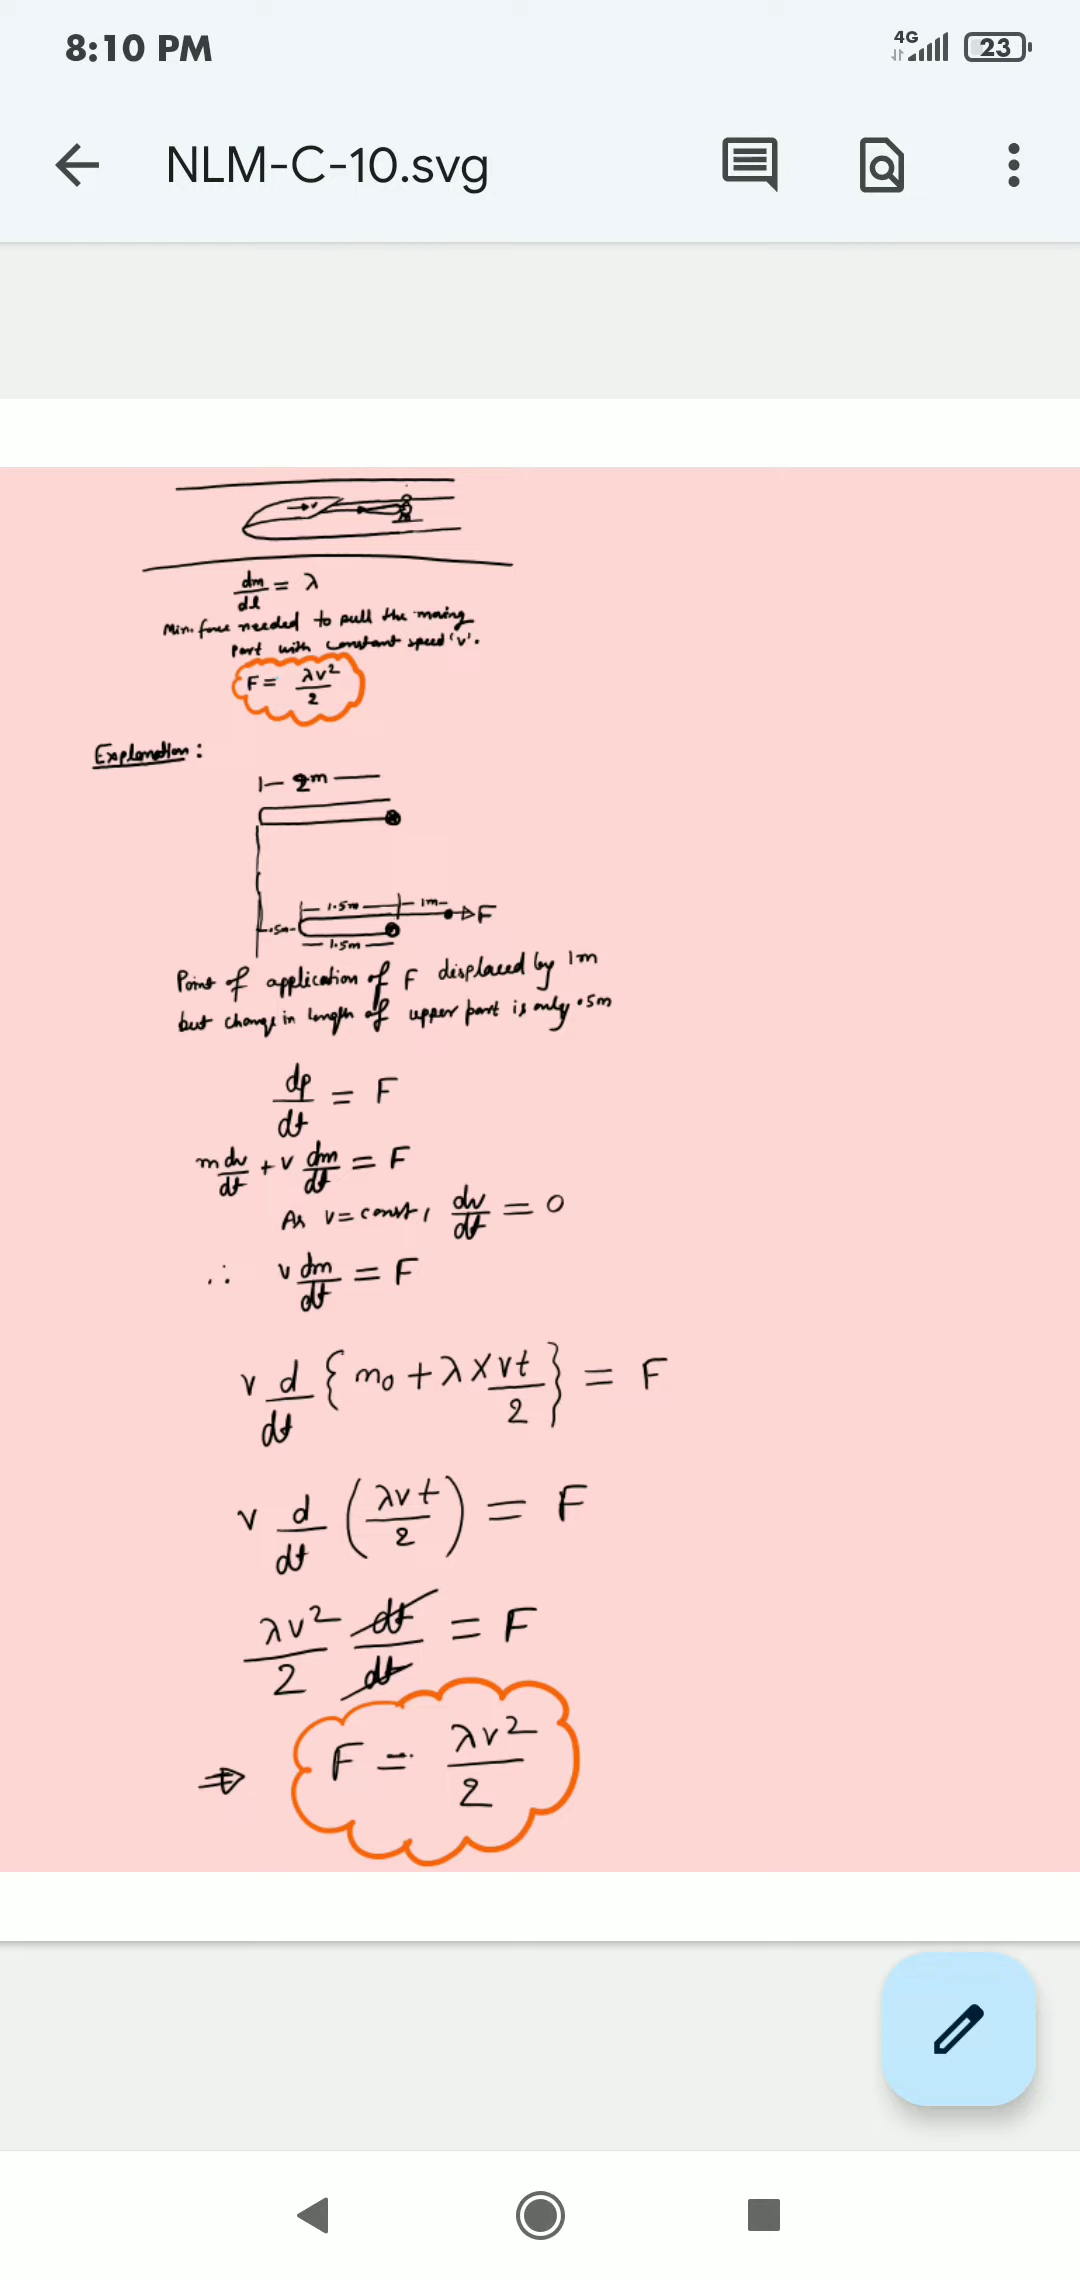 8:10 PM
4G
23
NLM-C-10.svg
→v
dm/dl = λ
Min. force needed to pull the moving
part with constant speed 'v'.
F = λv²/2
Explanation :
2m
1.5m 1m F
.5m
1.5m
Point of application of F displaced by 1m
but change in length of upper part is only .5m
dp/dt = F
m dv/dt + v dm/dt = F
As v = const, dv/dt = 0
∴ v dm/dt = F
v d/dt { m₀ + λ × vt/2 } = F
v d/dt ( λvt/2 ) = F
λv²/2 dt/dt = F
⇒ F = λv²/2